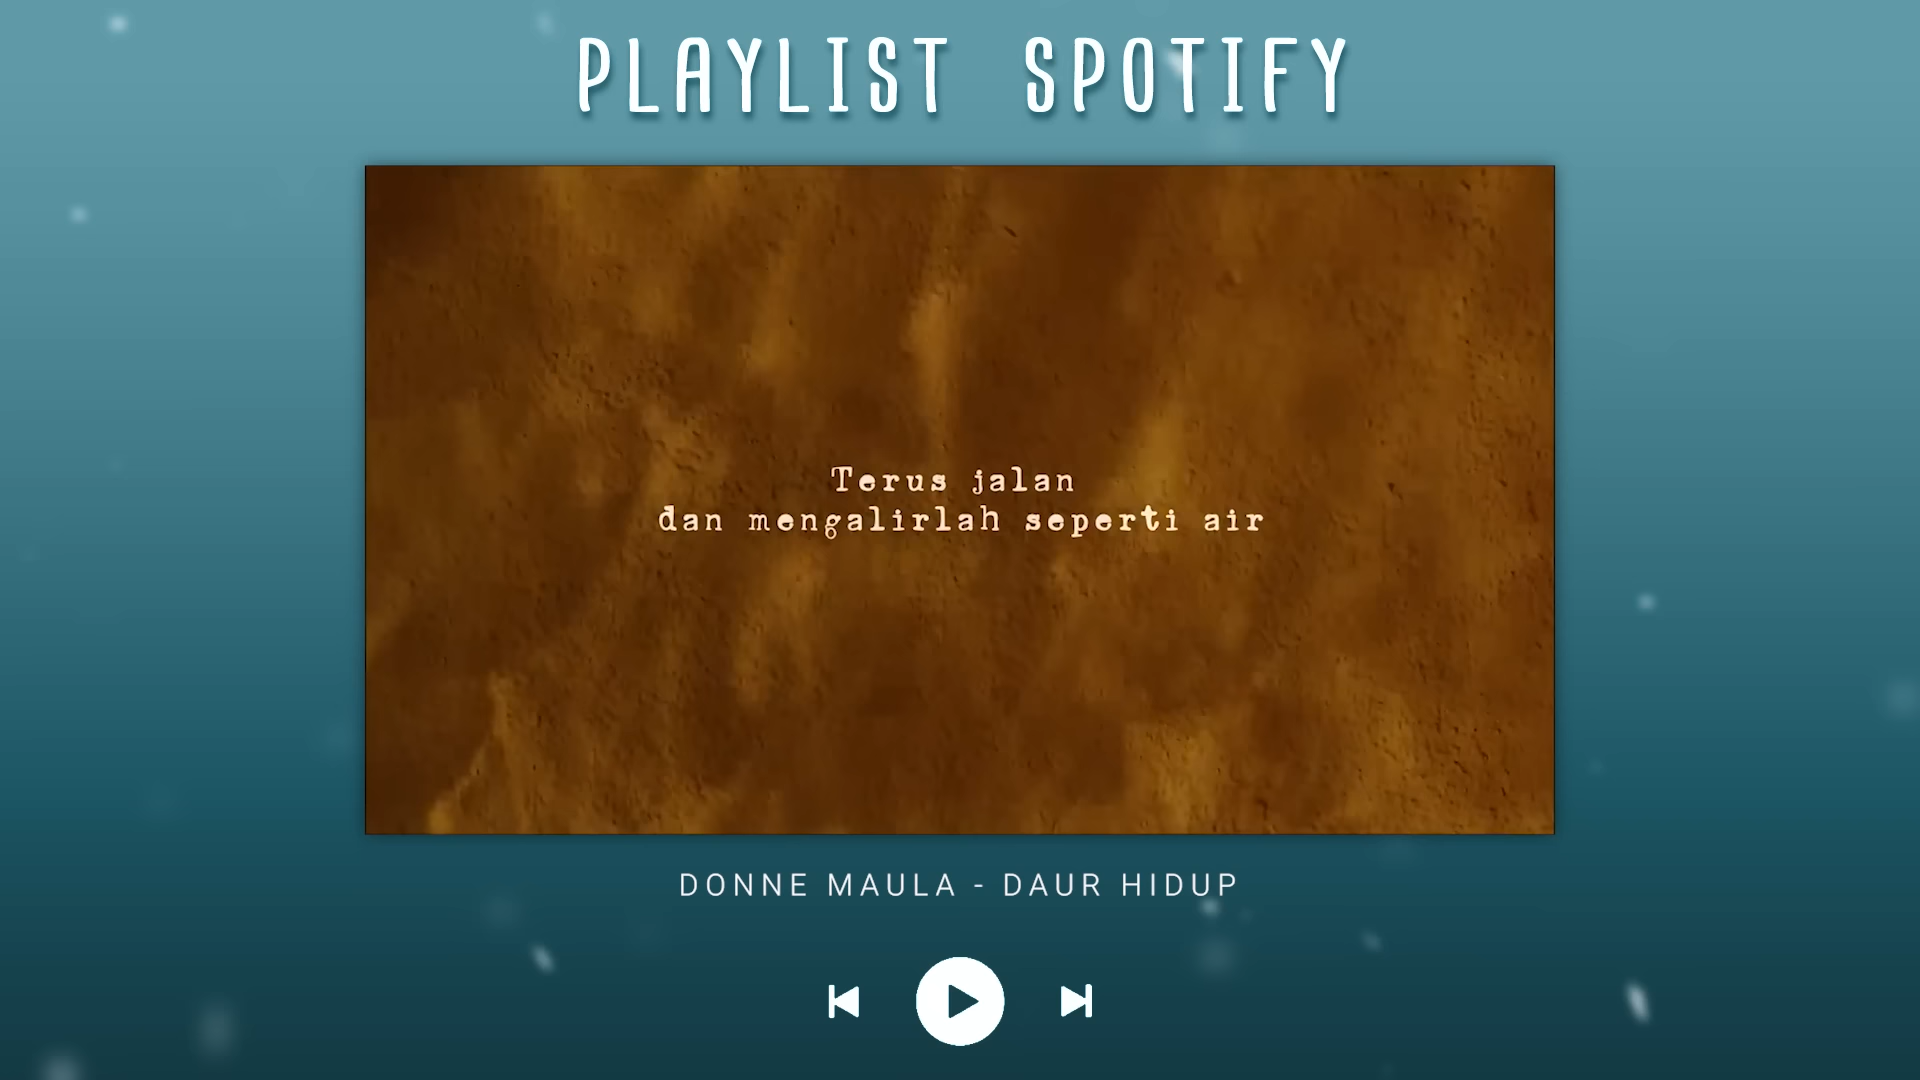 PLAYLIST SPOTIFY
Terus jalan
dan mengalirlah seperti air
DONNE MAULA - DAUR HIDUP